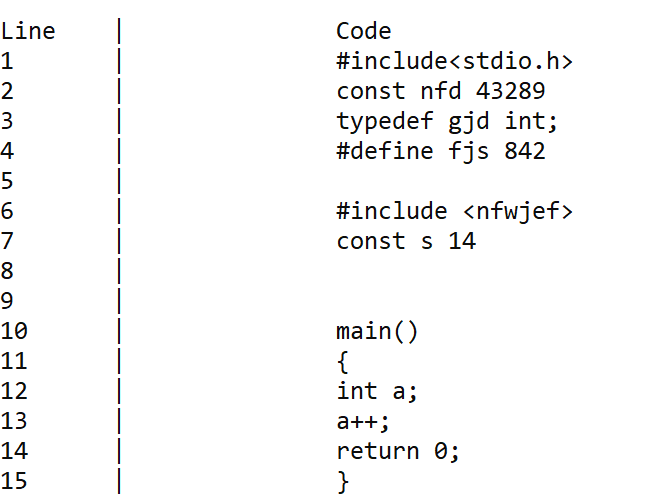 Line | Code
1 | #include<stdio.h>
2 | const nfd 43289
3 | typedef gjd int;
4 | #define fjs 842
5 |
6 | #include <nfwjef>
7 | const s 14
8 |
9 |
10 | main()
11 | {
12 | int a;
13 | a++;
14 | return 0;
15 | }